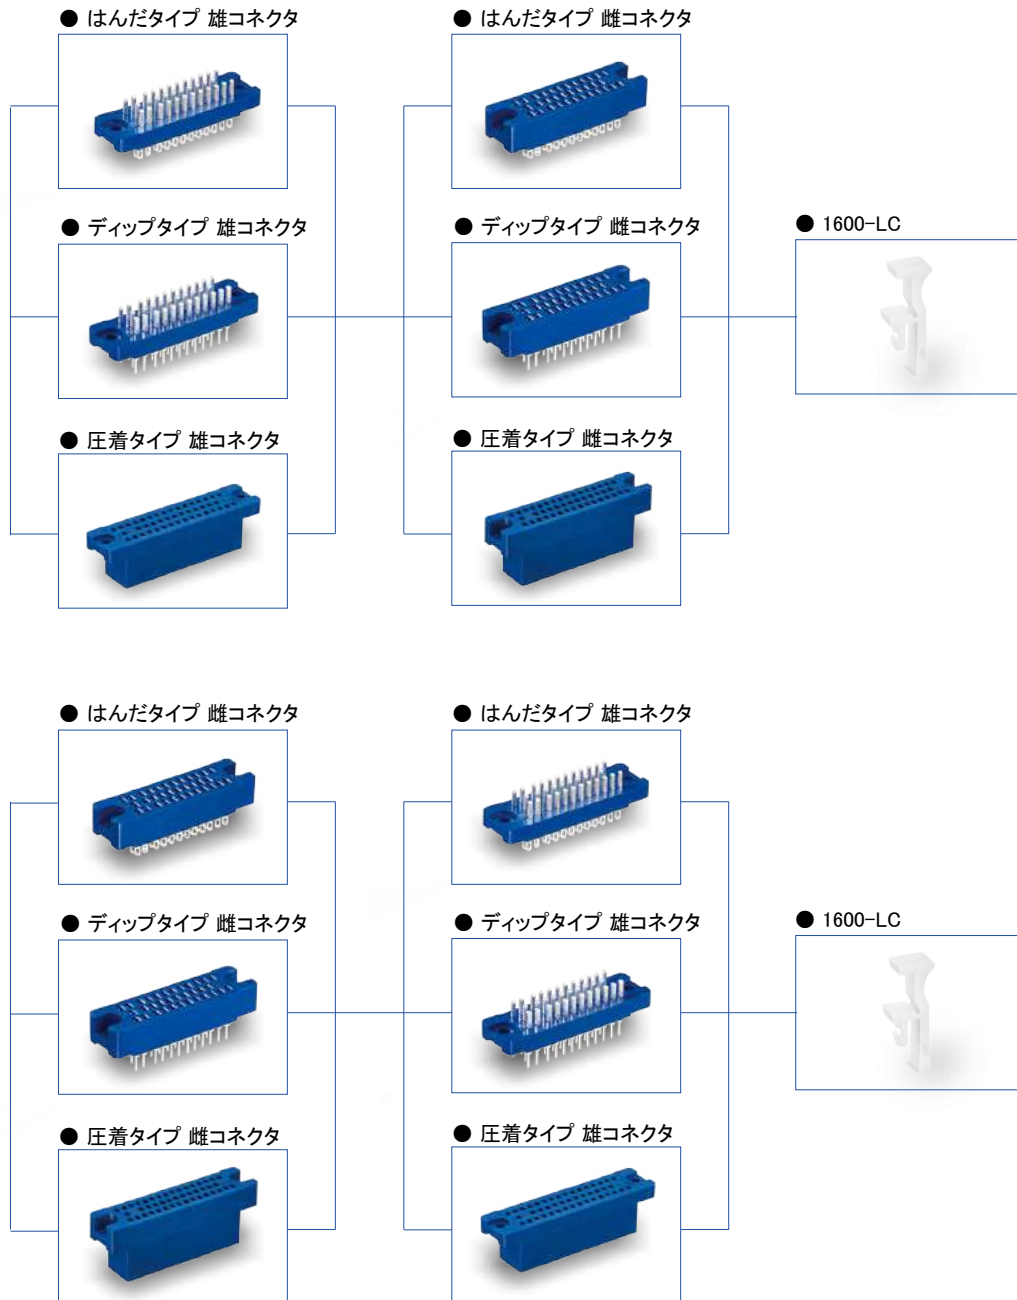 ● はんだタイプ 雄コネクタ
● はんだタイプ 雌コネクタ
● ディップタイプ 雄コネクタ
● ディップタイプ 雌コネクタ
● 1600-LC
● 圧着タイプ 雄コネクタ
● 圧着タイプ 雌コネクタ
● はんだタイプ 雌コネクタ
● はんだタイプ 雄コネクタ
● ディップタイプ 雌コネクタ
● ディップタイプ 雄コネクタ
● 1600-LC
● 圧着タイプ 雌コネクタ
● 圧着タイプ 雄コネクタ